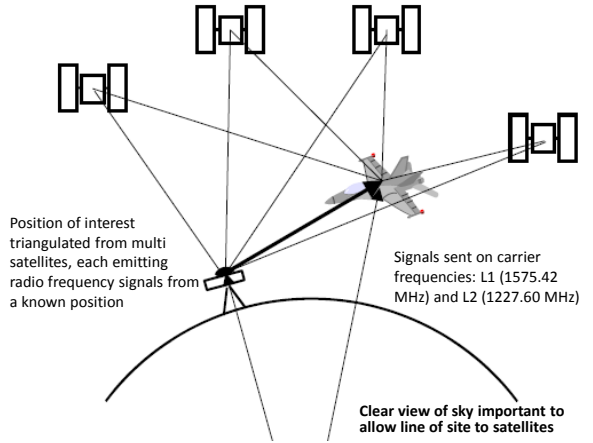 Position of interest
triangulated from multi
satellites, each emitting
radio frequency signals from
a known position
Signals sent on carrier
frequencies: L1 (1575.42
MHz) and L2 (1227.60 MHz)
Clear view of sky important to
allow line of site to satellites